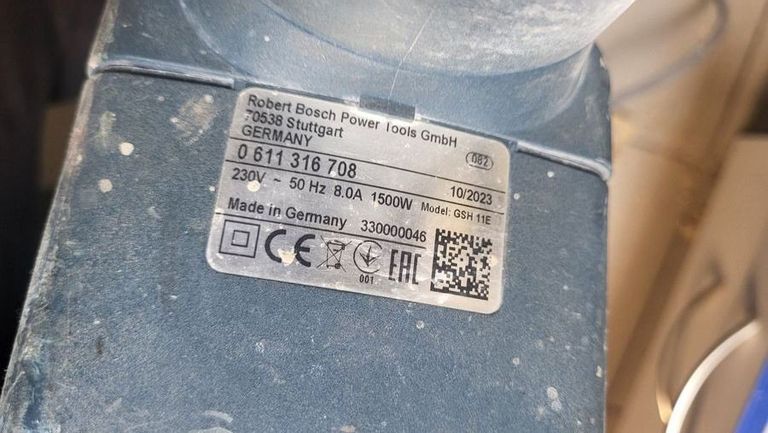 Robert Bosch Power Tools GmbH
70538 Stuttgart
GERMANY 082
0 611 316 708 10/2023
230V ~ 50 Hz 8.0A 1500W Model: GSH 11E
Made in Germany 330000046
CE 001 EAC